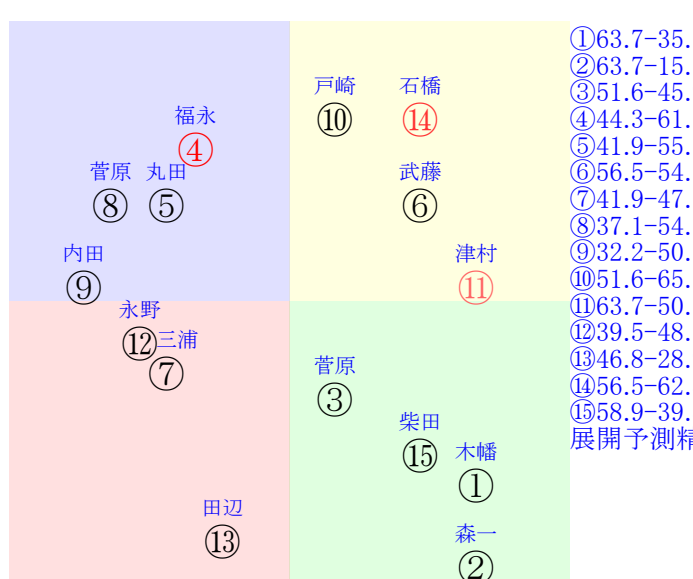 戸崎
⑩
石橋
⑭
福永
④
菅原
⑧
丸田
⑤
武藤
⑥
内田
⑨
津村
⑪
永野
⑫
三浦
⑦
菅原
③
柴田
⑮
木幡
①
田辺
⑬
森一
②
①63.7-35.
②63.7-15.
③51.6-45.
④44.3-61.
⑤41.9-55.
⑥56.5-54.
⑦41.9-47.
⑧37.1-54.
⑨32.2-50.
⑩51.6-65.
⑪63.7-50.
⑫39.5-48.
⑬46.8-28.
⑭56.5-62.
⑮58.9-39.
展開予測精